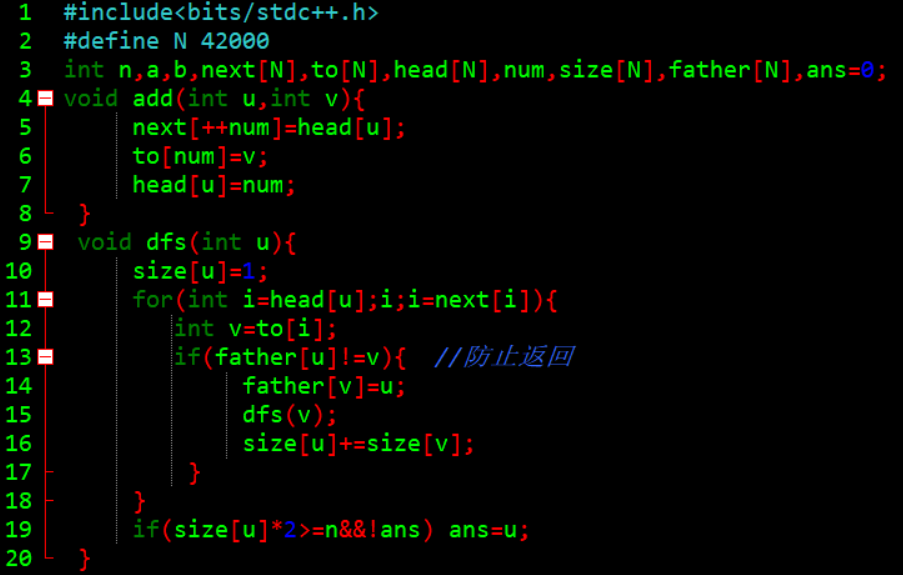 1 #include<bits/stdc++.h>
2 #define N 42000
3 int n,a,b,next[N],to[N],head[N],num,size[N],father[N],ans=0;
4 void add(int u,int v){
5 next[++num]=head[u];
6 to[num]=v;
7 head[u]=num;
8 }
9 void dfs(int u){
10 size[u]=1;
11 for(int i=head[u];i;i=next[i]){
12 int v=to[i];
13 if(father[u]!=v){ //防止返回
14 father[v]=u;
15 dfs(v);
16 size[u]+=size[v];
17 }
18 }
19 if(size[u]*2>=n&&!ans) ans=u;
20 }